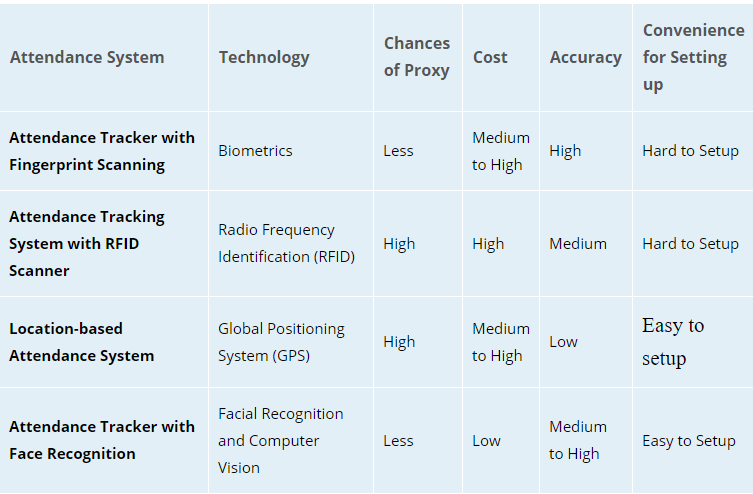 Attendance System
Technology
Chances
of Proxy
Cost
Accuracy
Convenience
for Setting
up
Attendance Tracker with
Fingerprint Scanning
Biometrics
Less
Medium
to High
High
Hard to Setup
Attendance Tracking
System with RFID
Scanner
Radio Frequency
Identification (RFID)
High
High
Medium
Hard to Setup
Location-based
Attendance System
Global Positioning
System (GPS)
High
Medium
to High
Low
Easy to
setup
Attendance Tracker with
Face Recognition
Facial Recognition
and Computer
Vision
Less
Low
Medium
to High
Easy to Setup